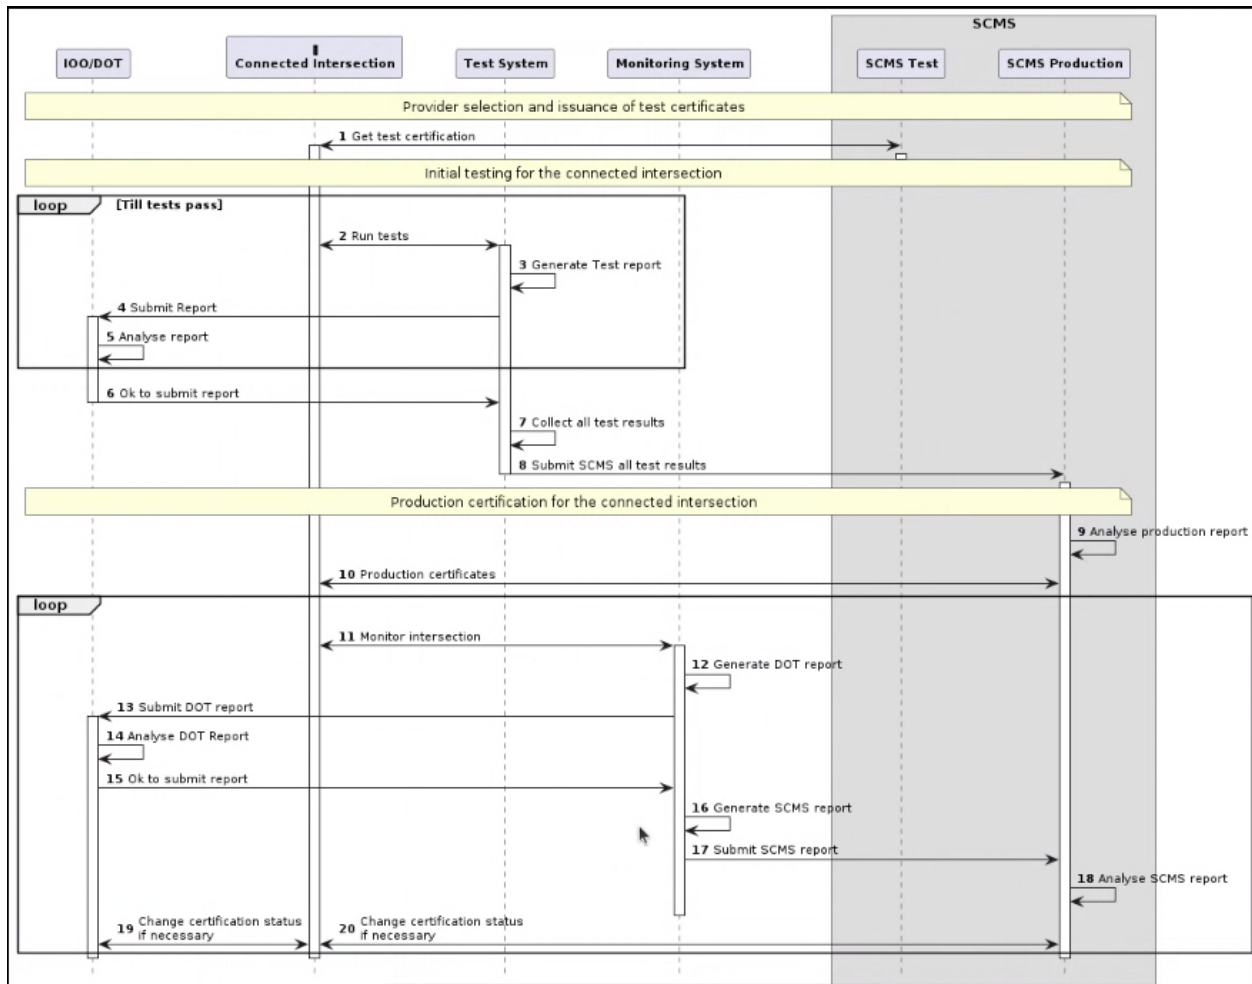 SCMS
IOO/DOT
Connected Intersection
Test System
Monitoring System
SCMS Test
SCMS Production
Provider selection and issuance of test certificates
1 Get test certification
Initial testing for the connected intersection
loop [Till tests pass]
2 Run tests
3 Generate Test report
4 Submit Report
5 Analyse report
6 Ok to submit report
7 Collect all test results
8 Submit SCMS all test results
Production certification for the connected intersection
9 Analyse production report
10 Production certificates
loop
11 Monitor intersection
12 Generate DOT report
13 Submit DOT report
14 Analyse DOT Report
15 Ok to submit report
16 Generate SCMS report
17 Submit SCMS report
18 Analyse SCMS report
19 Change certification status
if necessary
20 Change certification status
if necessary